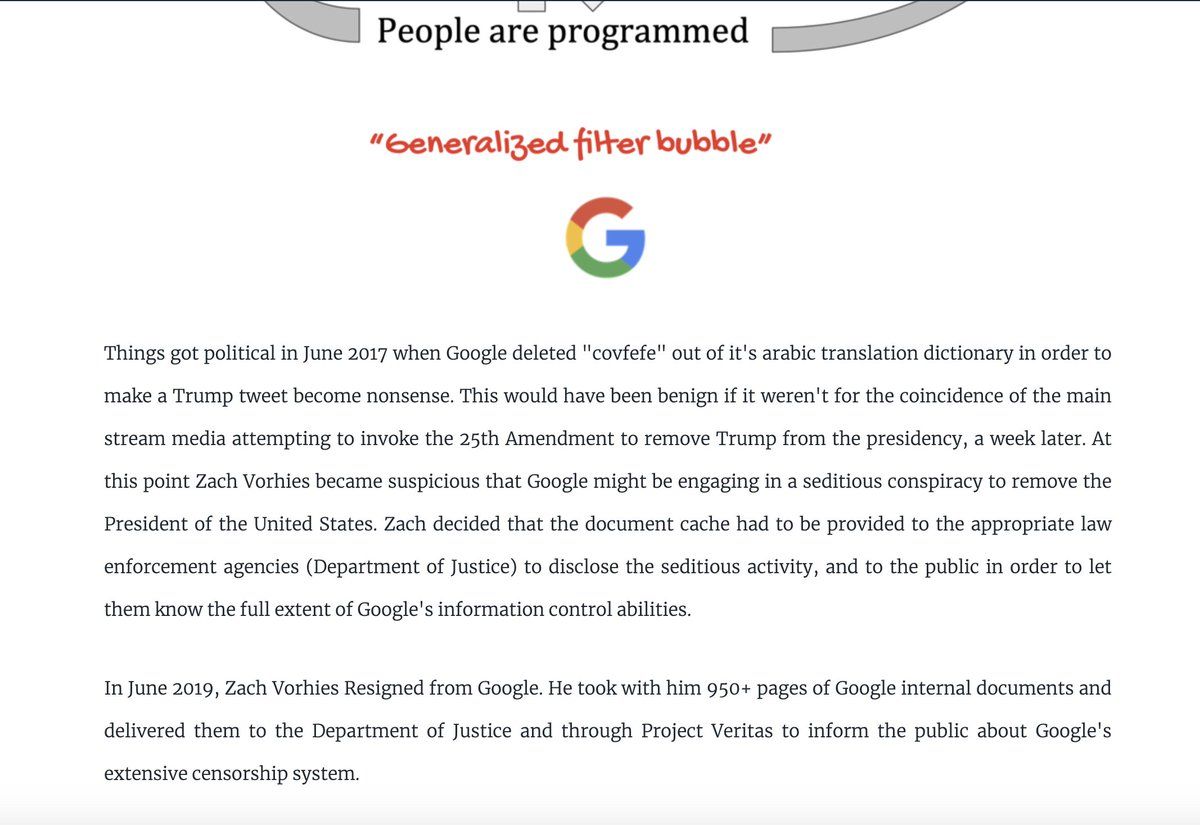 People are programmed
"Generalized filter bubble"
G
Things got political in June 2017 when Google deleted "covfefe" out of it's arabic translation dictionary in order to
make a Trump tweet become nonsense. This would have been benign if it weren't for the coincidence of the main
stream media attempting to invoke the 25th Amendment to remove Trump from the presidency, a week later. At
this point Zach Vorhies became suspicious that Google might be engaging in a seditious conspiracy to remove the
President of the United States. Zach decided that the document cache had to be provided to the appropriate law
enforcement agencies (Department of Justice) to disclose the seditious activity, and to the public in order to let
them know the full extent of Google's information control abilities.
In June 2019, Zach Vorhies Resigned from Google. He took with him 950+ pages of Google internal documents and
delivered them to the Department of Justice and through Project Veritas to inform the public about Google's
extensive censorship system.